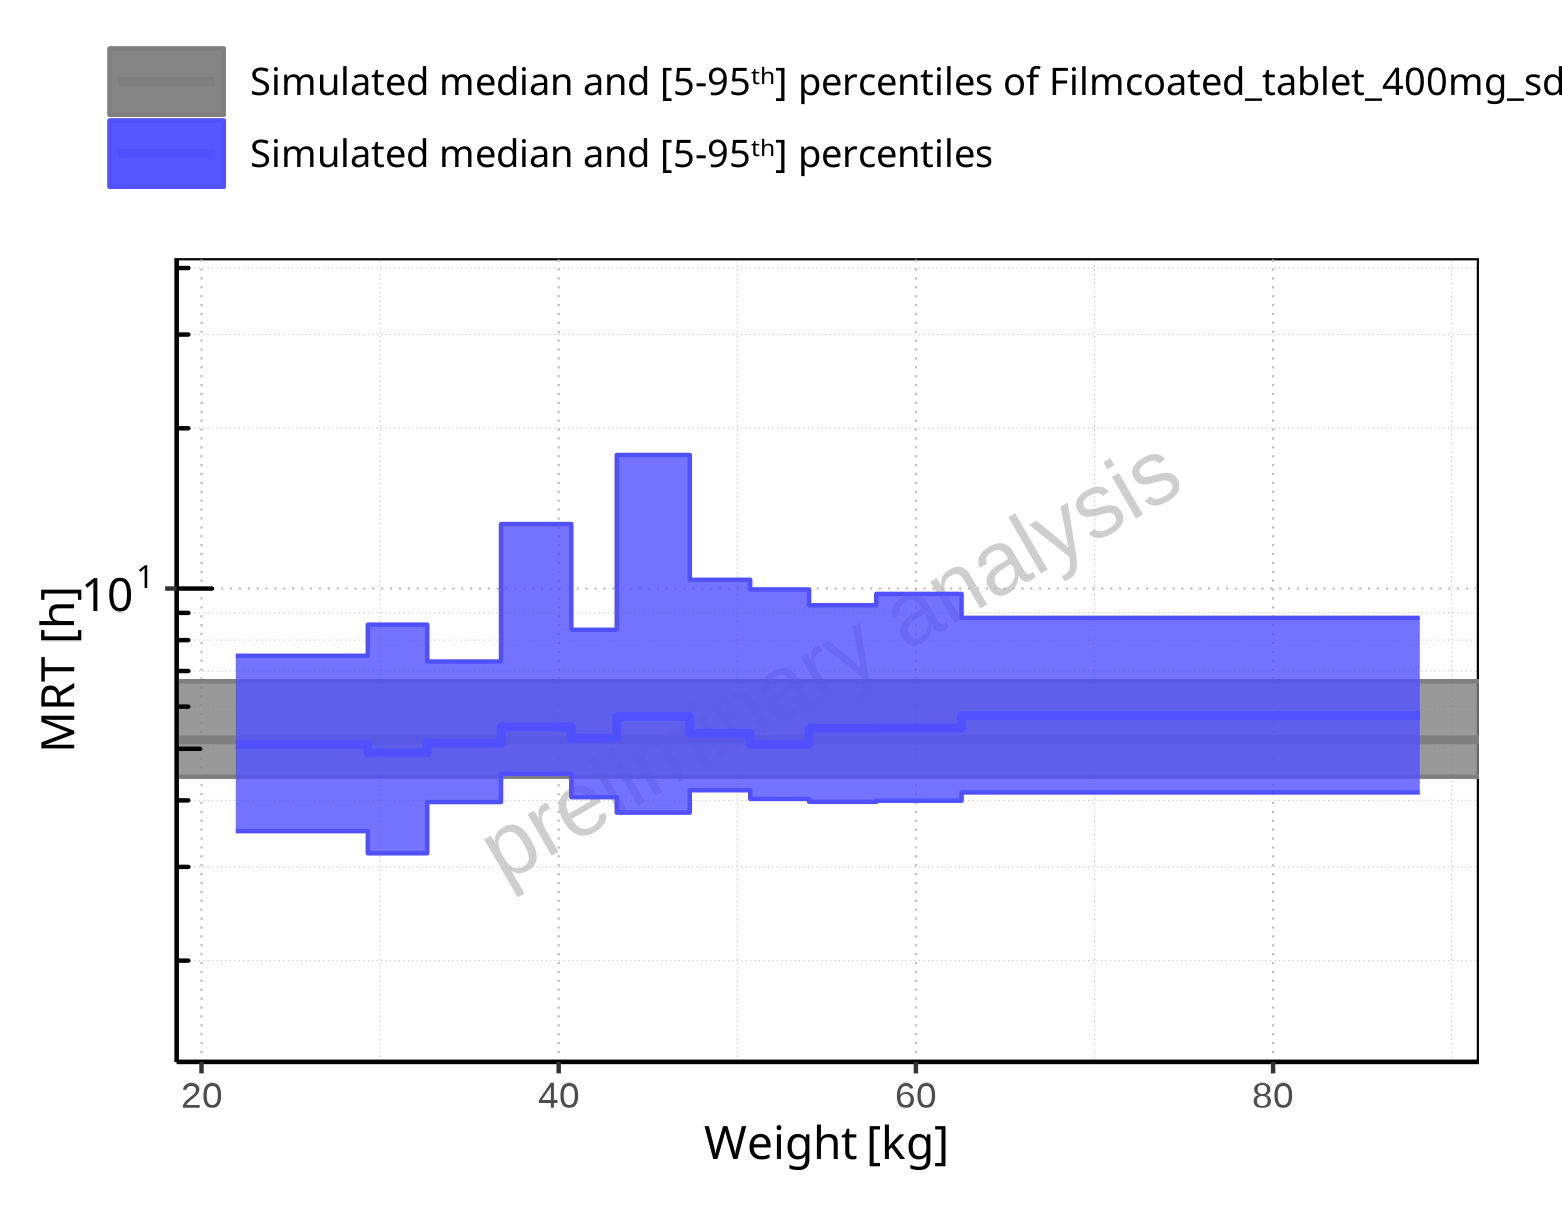 Simulated median and [5-95ᵗʰ] percentiles of Filmcoated_tablet_400mg_sd
Simulated median and [5-95ᵗʰ] percentiles
preliminary analysis
MRT [h]
10¹
20 40 60 80
Weight [kg]